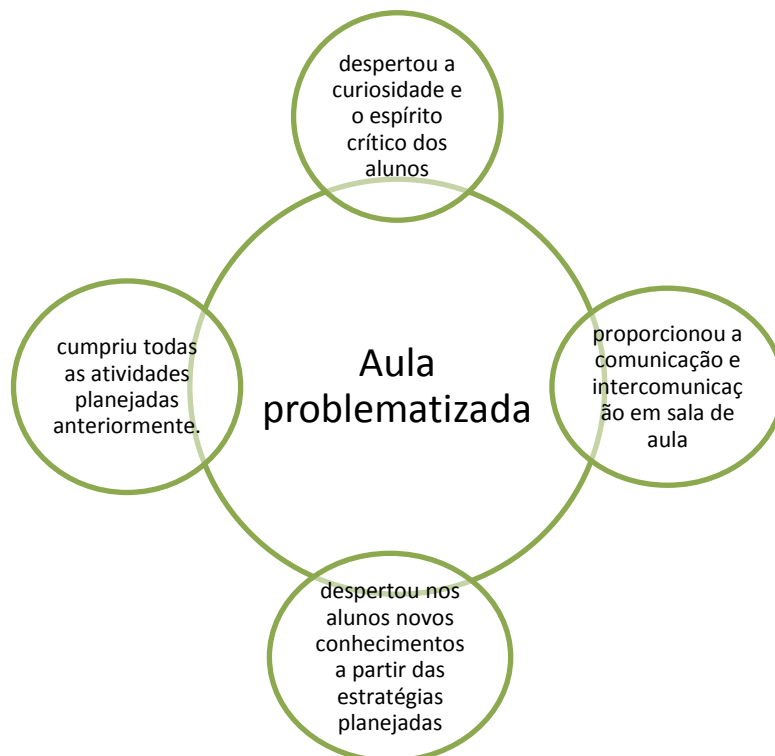 despertou a
curiosidade e
o espírito
crítico dos
alunos
cumpriu todas
as atividades
planejadas
anteriormente.
Aula
problematizada
proporcionou a
comunicação e
intercomunicaç
ão em sala de
aula
despertou nos
alunos novos
conhecimentos
a partir das
estratégias
planejadas